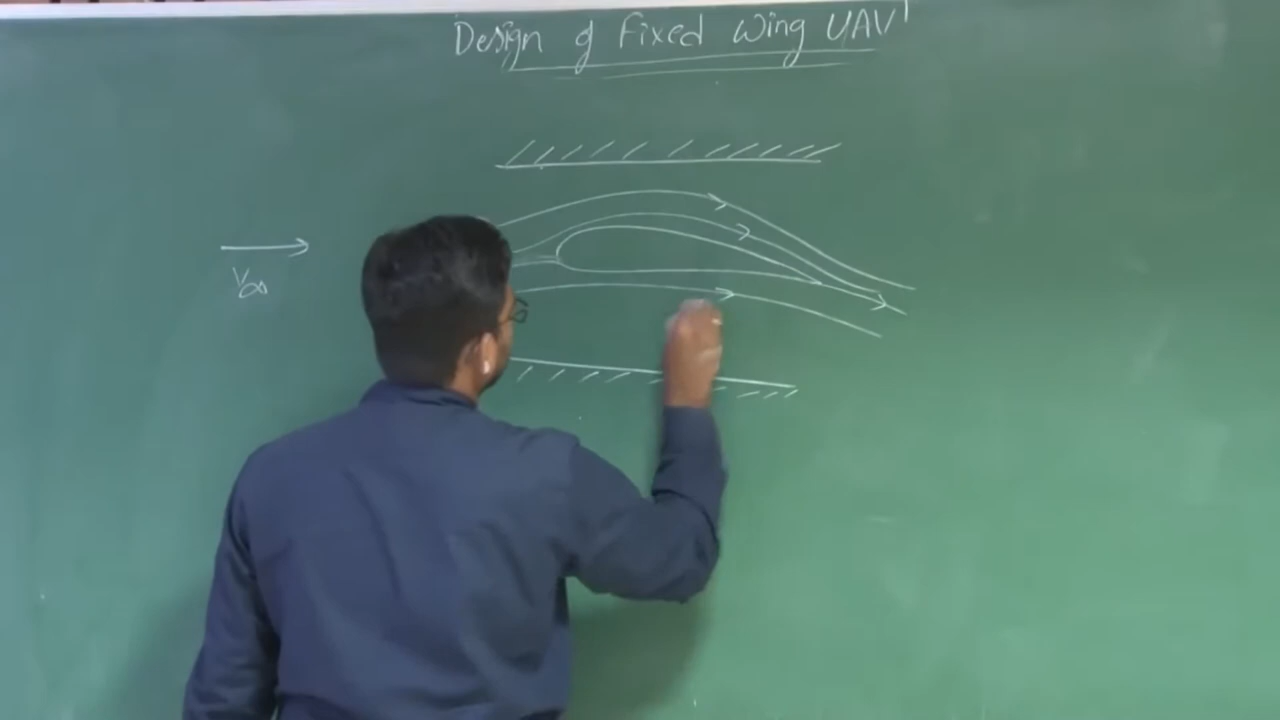 Design of Fixed Wing UAV'
V∞